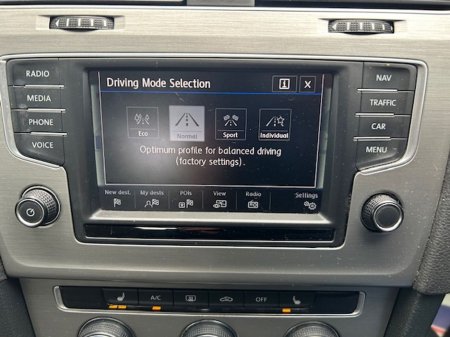 RADIO
MEDIA
PHONE
VOICE
Driving Mode Selection
i
X
Eco
Normal
Sport
Individual
Optimum profile for balanced driving
(factory settings).
New dest.
My dests
POIs
View
Radio
Settings
NAV
TRAFFIC
CAR
MENU
A/C
OFF